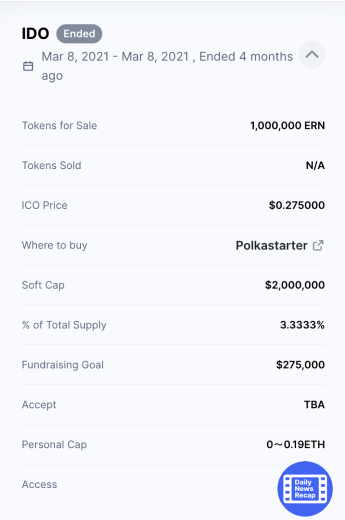 IDO Ended
Mar 8, 2021 - Mar 8, 2021 , Ended 4 months
ago
Tokens for Sale 1,000,000 ERN
Tokens Sold N/A
ICO Price $0.275000
Where to buy Polkastarter
Soft Cap $2,000,000
% of Total Supply 3.3333%
Fundraising Goal $275,000
Accept TBA
Personal Cap 0~0.19ETH
Access
Daily
News
Recap